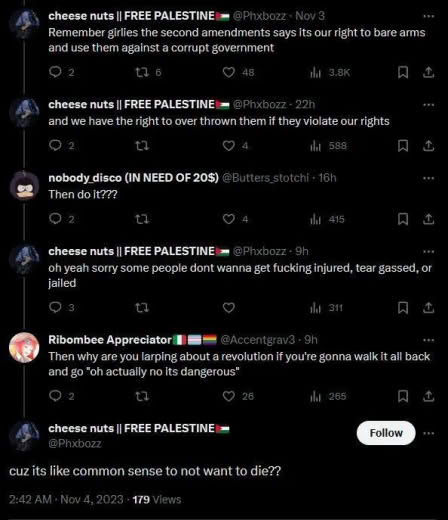 cheese nuts || FREE PALESTINE🇵🇸 @Phxbozz · Nov 3
Remember girlies the second amendments says its our right to bare arms
and use them against a corrupt government
2 6 48 3.8K
cheese nuts || FREE PALESTINE🇵🇸 @Phxbozz · 22h
and we have the right to over thrown them if they violate our rights
2 4 588
nobody_disco (IN NEED OF 20$) @Butters_stotchi · 16h
Then do it???
2 4 415
cheese nuts || FREE PALESTINE🇵🇸 @Phxbozz · 9h
oh yeah sorry some people dont wanna get fucking injured, tear gassed, or
jailed
3 311
Ribombee Appreciator🇮🇹🏳️‍⚧️🏳️‍🌈 @Accentgrav3 · 9h
Then why are you larping about a revolution if you're gonna walk it all back
and go "oh actually no its dangerous"
2 26 265
cheese nuts || FREE PALESTINE🇵🇸
@Phxbozz
Follow
cuz its like common sense to not want to die??
2:42 AM · Nov 4, 2023 · 179 Views